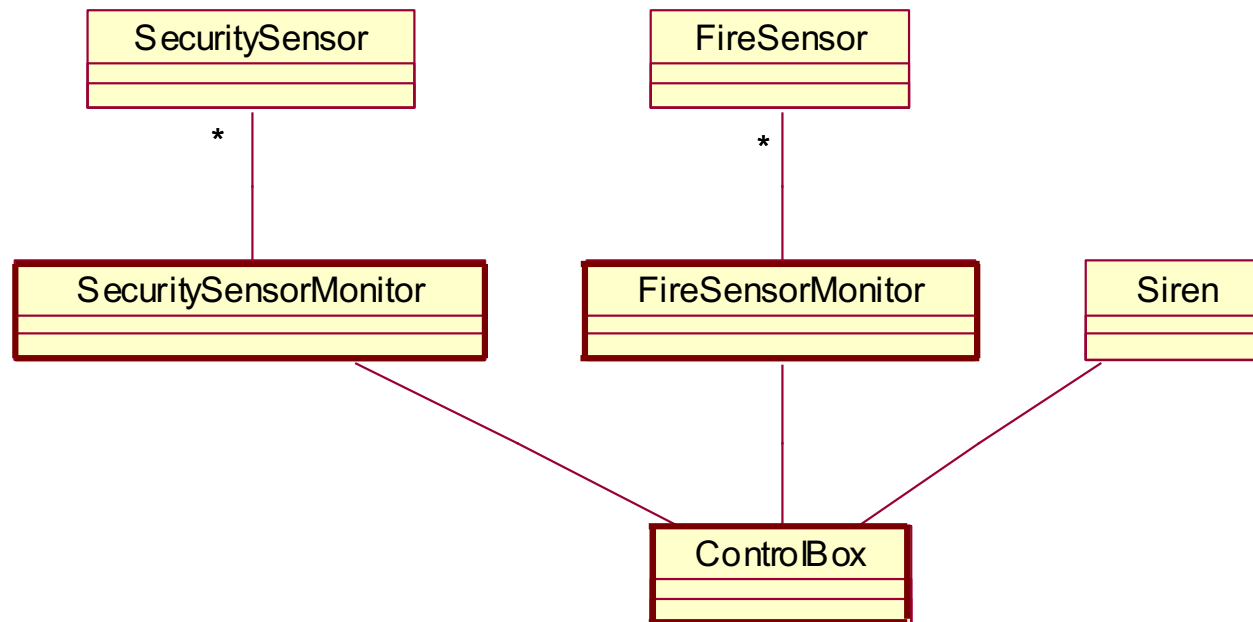 SecuritySensor
FireSensor
*
*
SecuritySensorMonitor
FireSensorMonitor
Siren
ControlBox